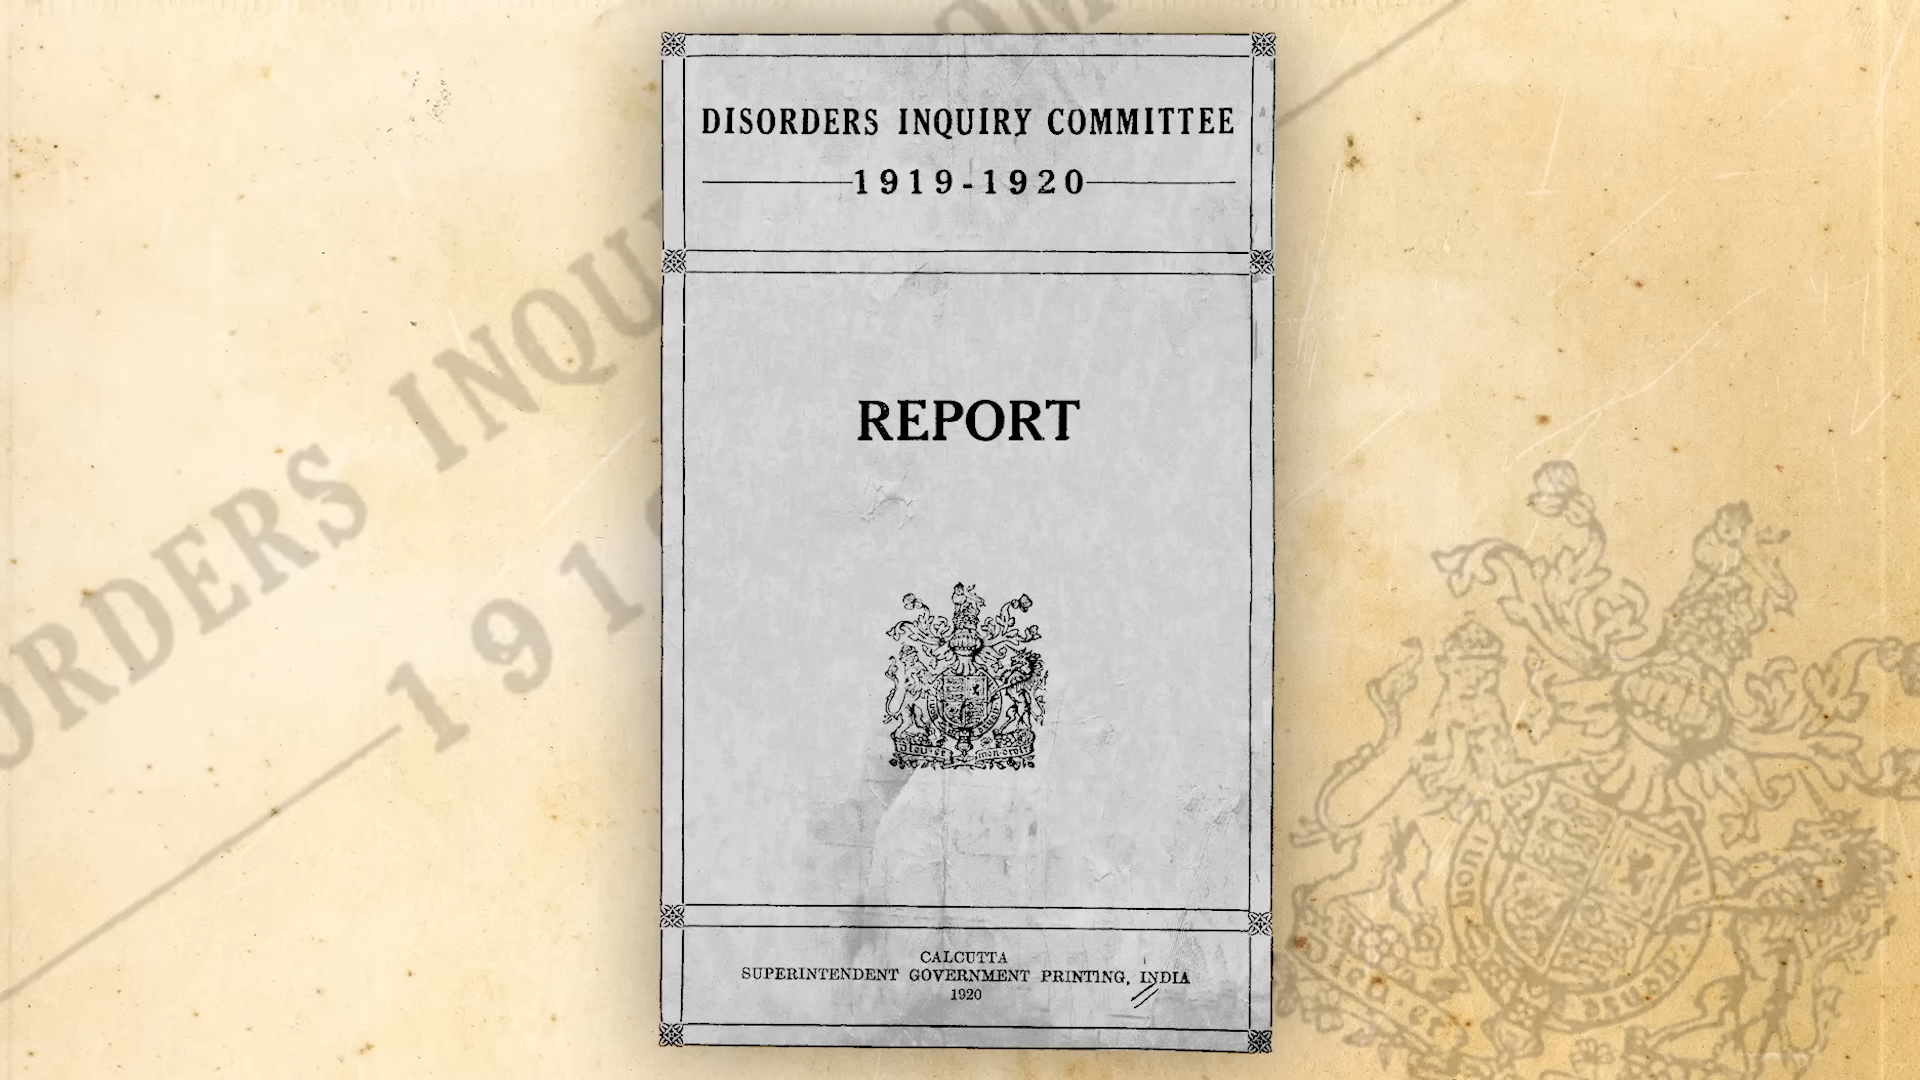 DISORDERS INQUIRY COMMITTEE
1919-1920
REPORT
CALCUTTA
SUPERINTENDENT GOVERNMENT PRINTING, INDIA
1920